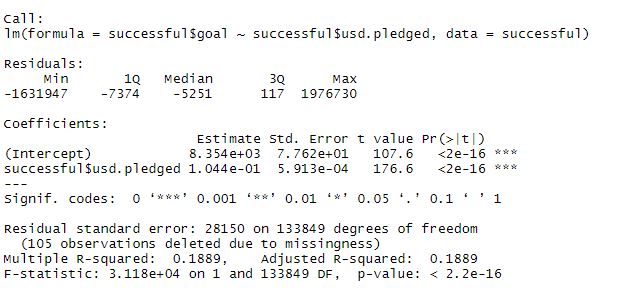 Call:
lm(formula = successful$goal ~ successful$usd.pledged, data = successful)
Residuals:
Min 1Q Median 3Q Max
-1631947 -7374 -5251 117 1976730
Coefficients:
Estimate Std. Error t value Pr(>|t|)
(Intercept) 8.354e+03 7.762e+01 107.6 <2e-16 ***
successful$usd.pledged 1.044e-01 5.913e-04 176.6 <2e-16 ***
---
Signif. codes: 0 ‘***’ 0.001 ‘**’ 0.01 ‘*’ 0.05 ‘.’ 0.1 ‘ ’ 1
Residual standard error: 28150 on 133849 degrees of freedom
(105 observations deleted due to missingness)
Multiple R-squared: 0.1889, Adjusted R-squared: 0.1889
F-statistic: 3.118e+04 on 1 and 133849 DF, p-value: < 2.2e-16